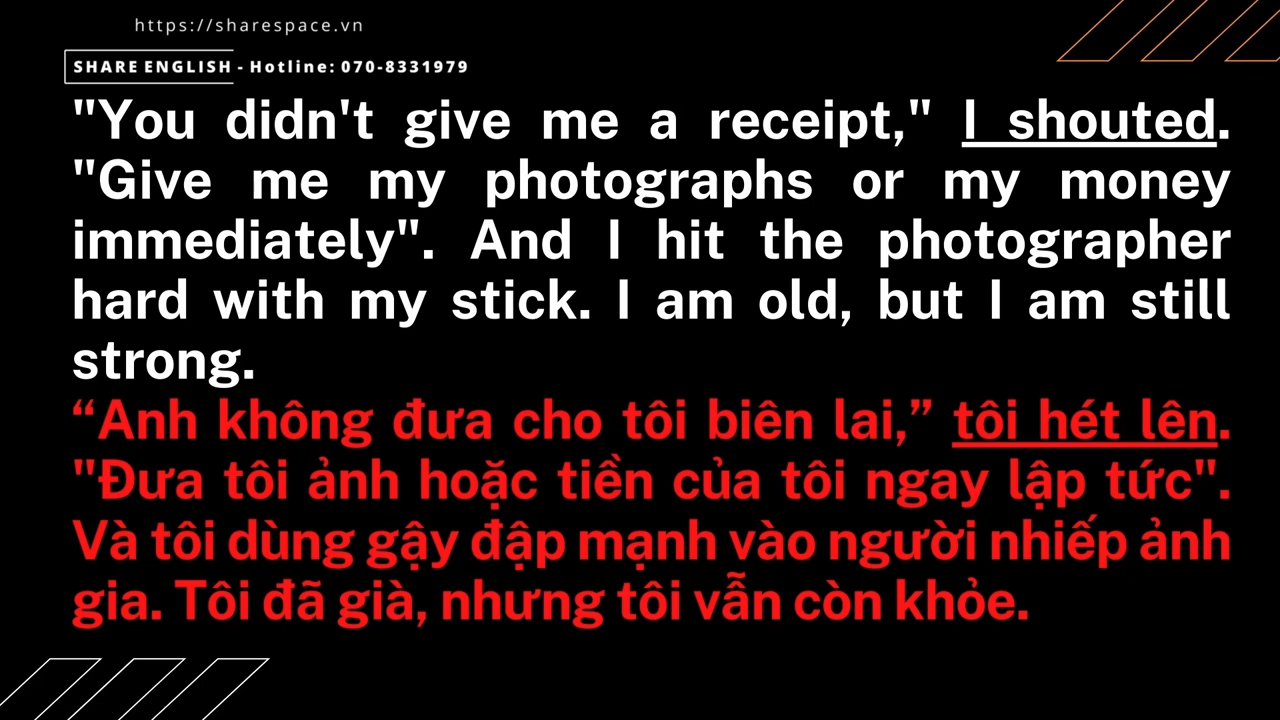 https://sharespace.vn
SHARE ENGLISH - Hotline: 070-8331979
"You didn't give me a receipt," I shouted.
"Give me my photographs or my money
immediately". And I hit the photographer
hard with my stick. I am old, but I am still
strong.
“Anh không đưa cho tôi biên lai,” tôi hét lên.
"Đưa tôi ảnh hoặc tiền của tôi ngay lập tức".
Và tôi dùng gậy đập mạnh vào người nhiếp ảnh
gia. Tôi đã già, nhưng tôi vẫn còn khỏe.